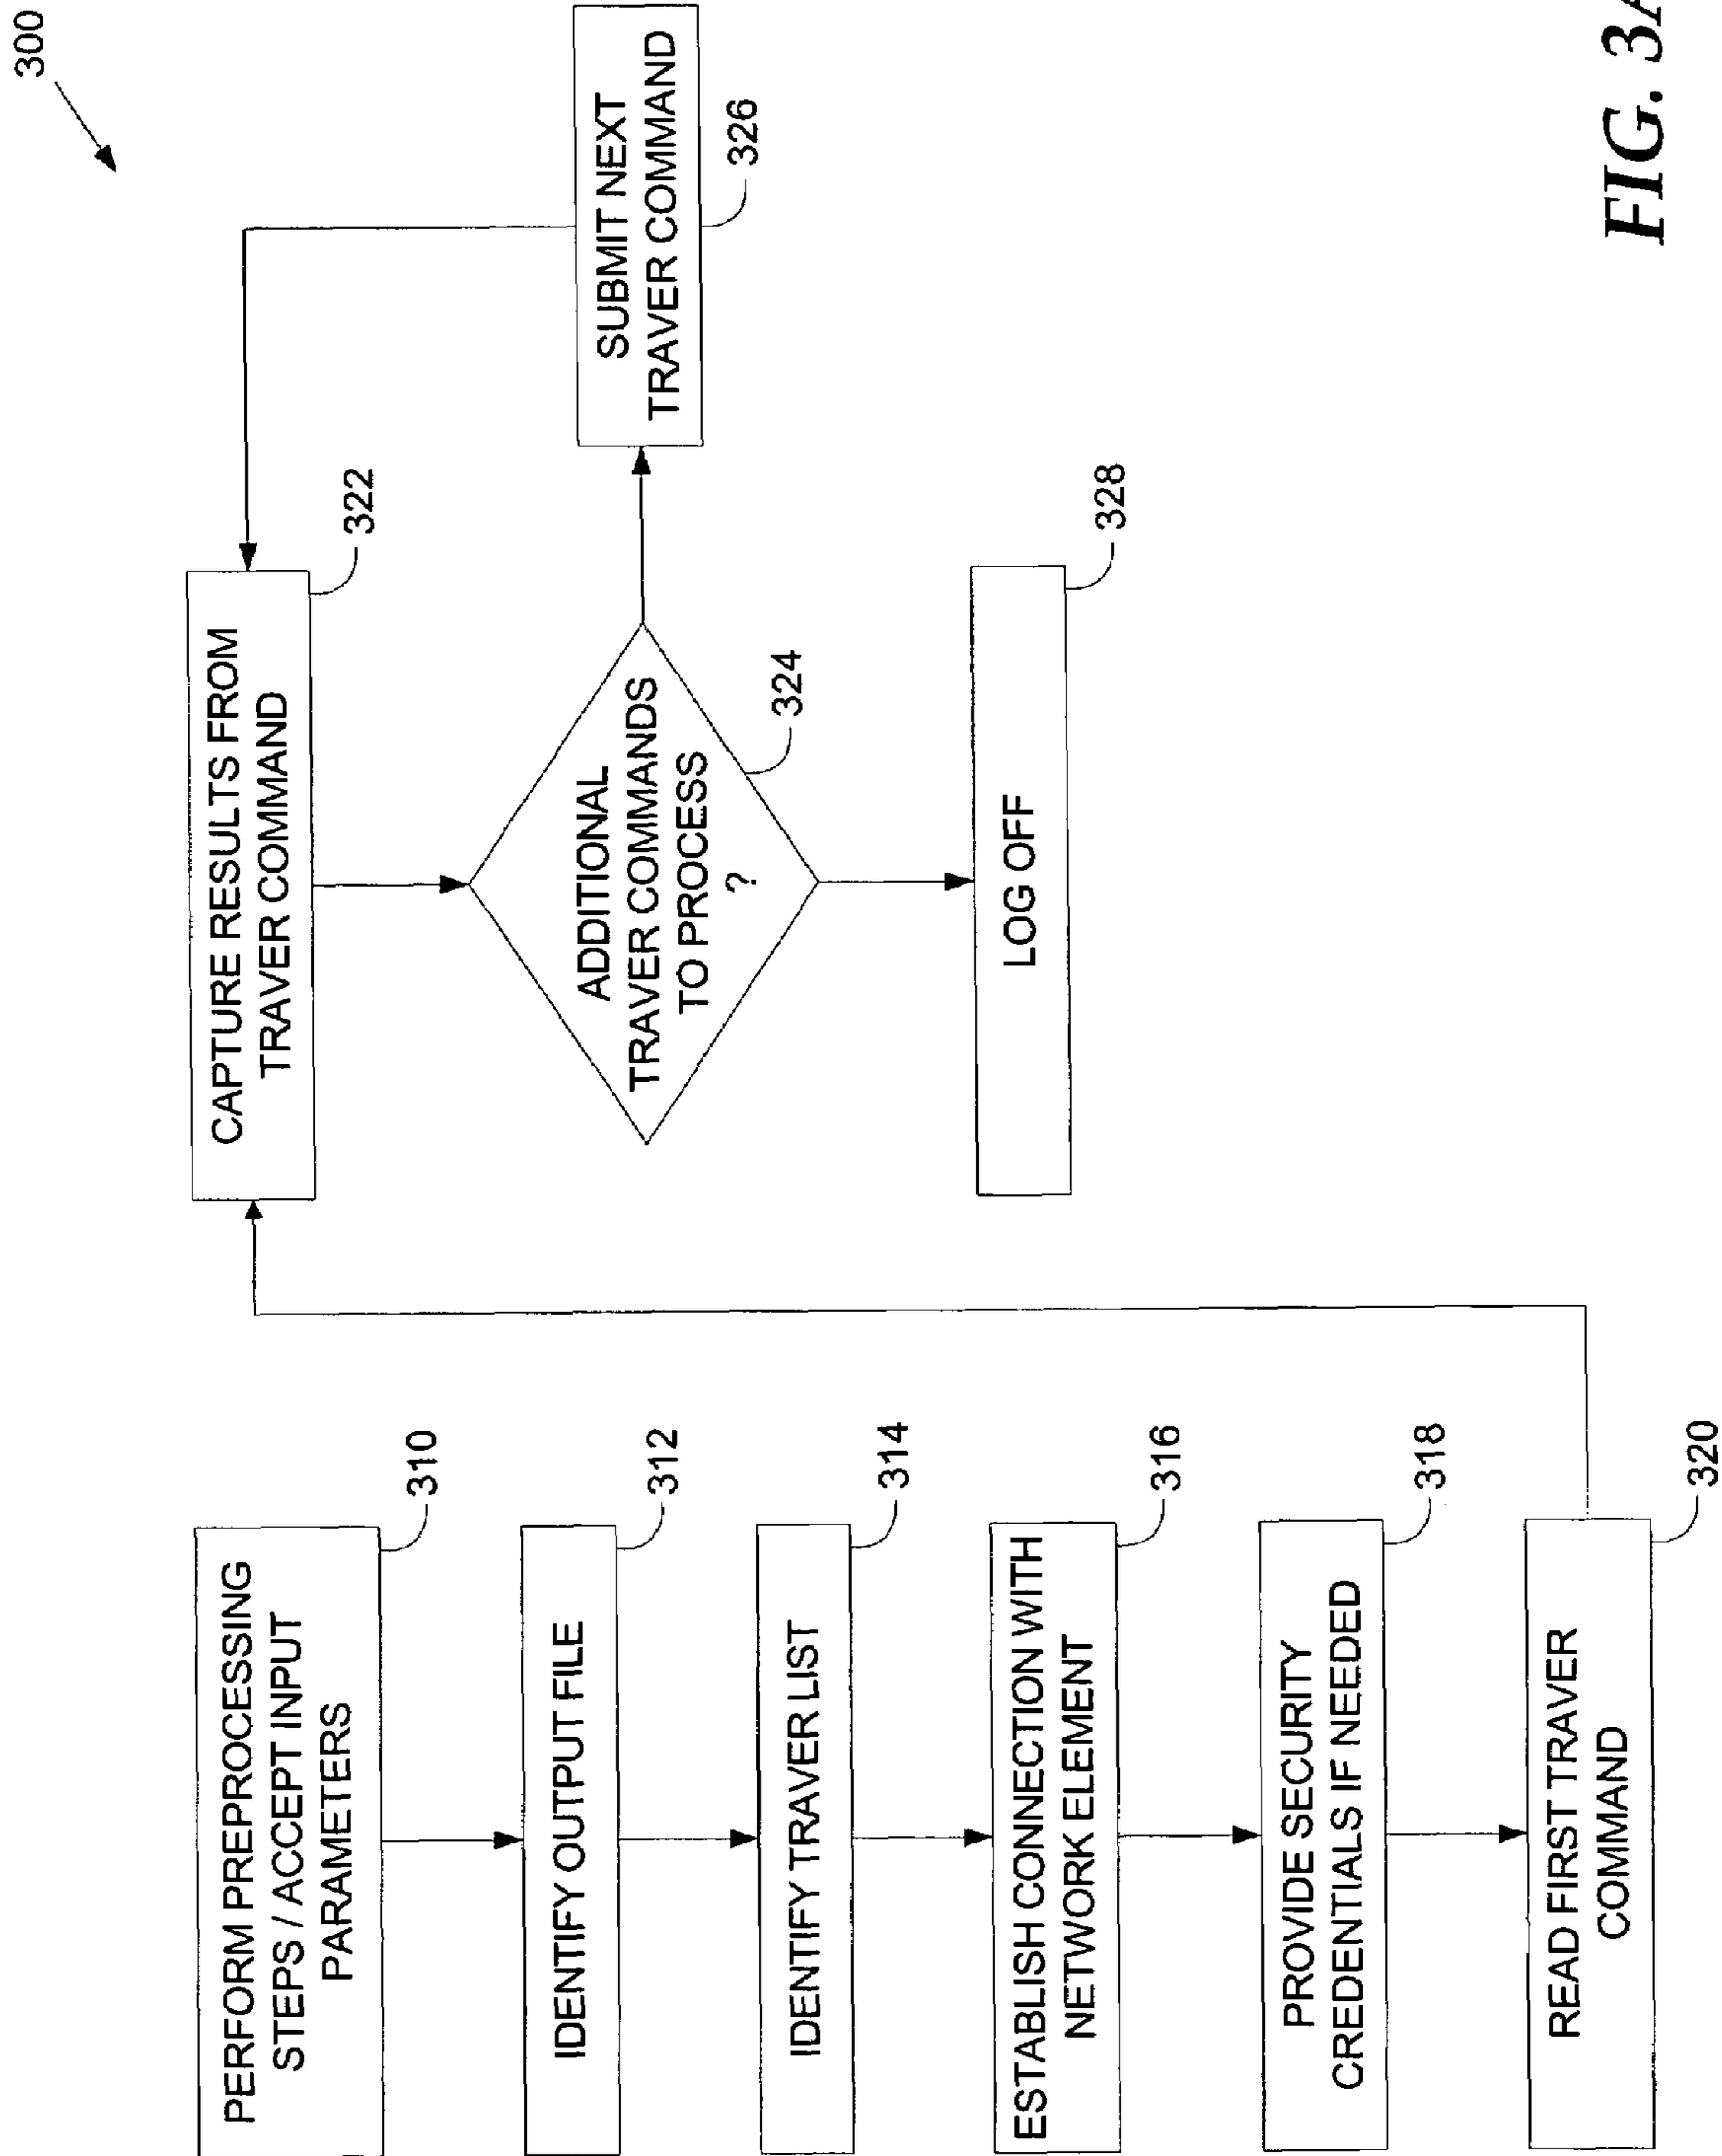 300
PERFORM PREPROCESSING
STEPS / ACCEPT INPUT
PARAMETERS
310
IDENTIFY OUTPUT FILE
312
IDENTIFY TRAVER LIST
314
ESTABLISH CONNECTION WITH
NETWORK ELEMENT
316
PROVIDE SECURITY
CREDENTIALS IF NEEDED
318
READ FIRST TRAVER
COMMAND
320
CAPTURE RESULTS FROM
TRAVER COMMAND
322
ADDITIONAL
TRAVER COMMANDS
TO PROCESS
?
324
SUBMIT NEXT
TRAVER COMMAND
326
LOG OFF
328
FIG. 3A